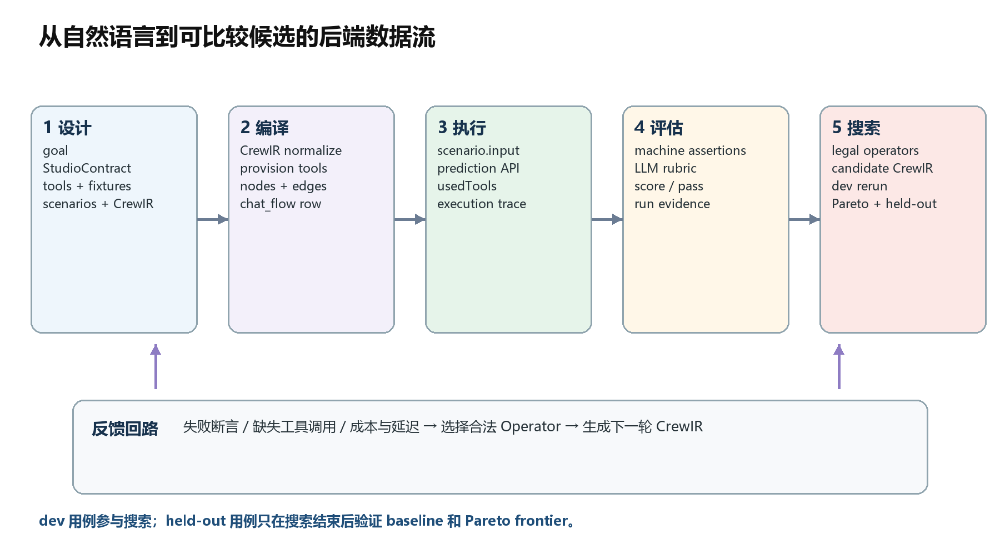 从自然语言到可比较候选的后端数据流
1 设计
goal
StudioContract
tools + fixtures
scenarios + CrewIR
2 编译
CrewIR normalize
provision tools
nodes + edges
chat_flow row
3 执行
scenario.input
prediction API
usedTools
execution trace
4 评估
machine assertions
LLM rubric
score / pass
run evidence
5 搜索
legal operators
candidate CrewIR
dev rerun
Pareto + held-out
反馈回路 失败断言 / 缺失工具调用 / 成本与延迟 → 选择合法 Operator → 生成下一轮 CrewIR
dev 用例参与搜索；held-out 用例只在搜索结束后验证 baseline 和 Pareto frontier。